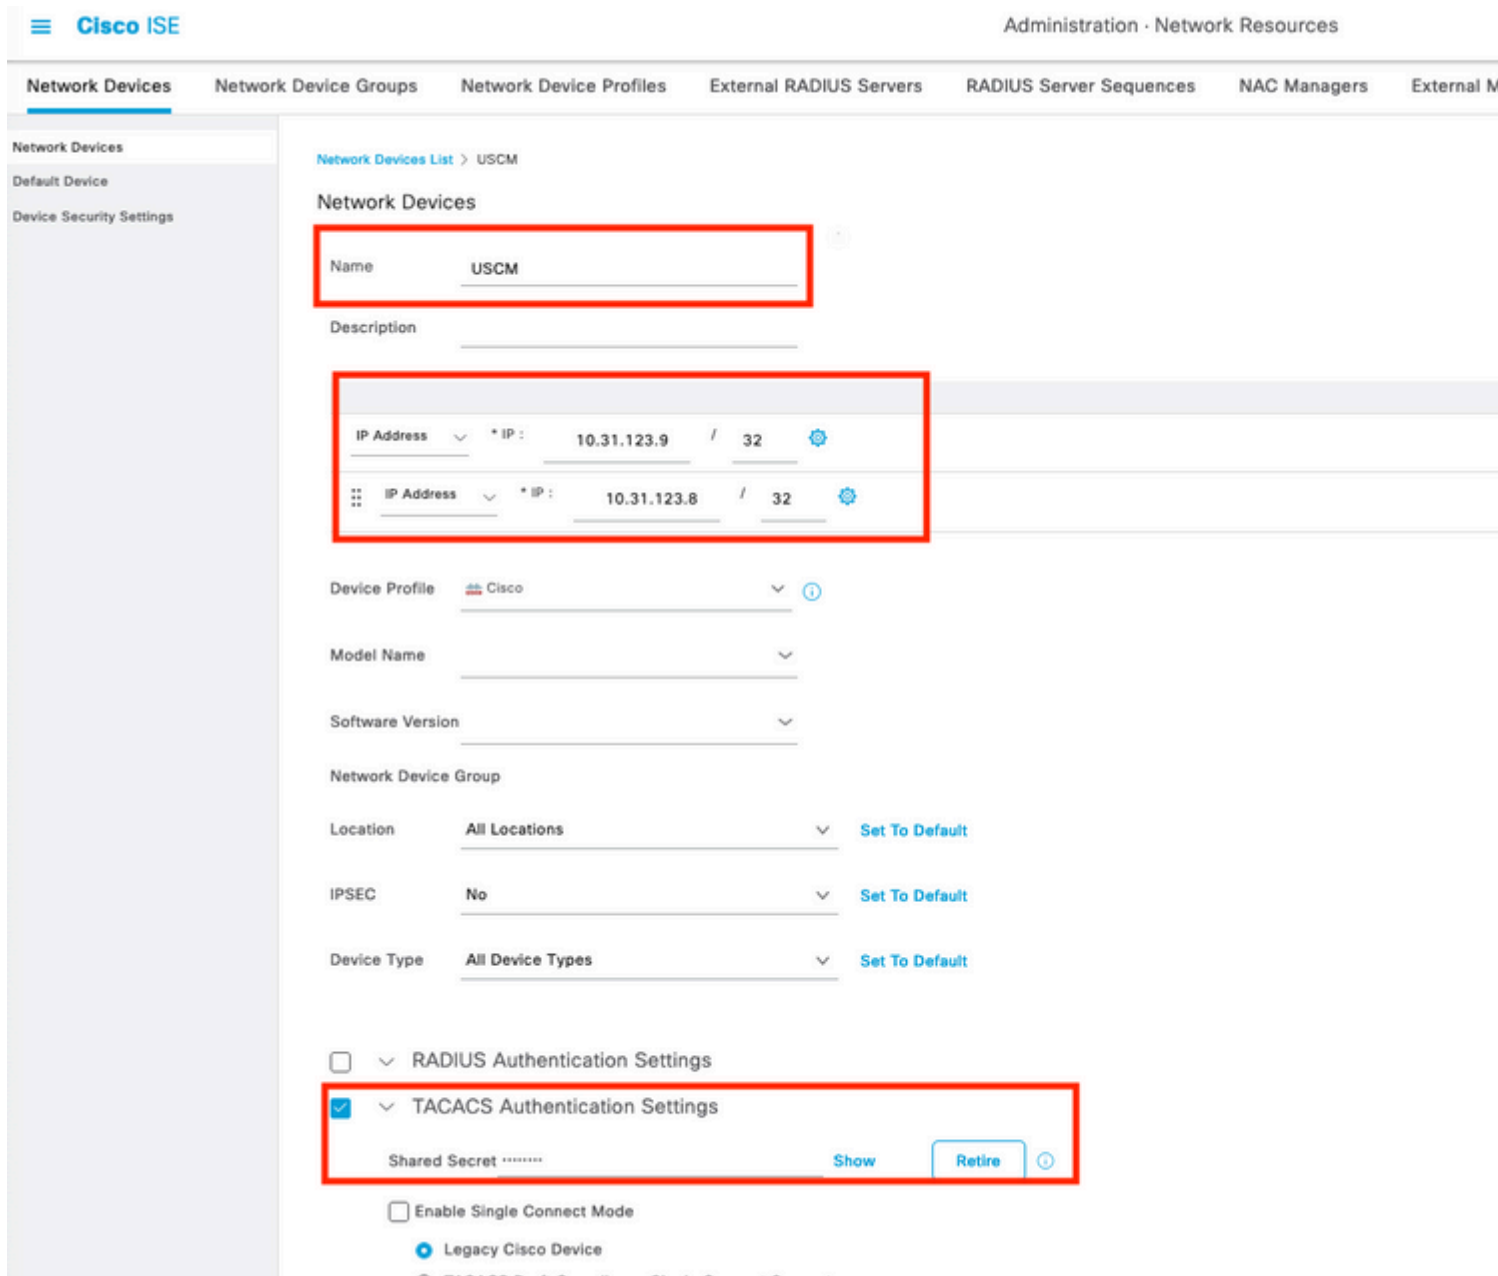 Cisco ISE
Administration · Network Resources
Network Devices Network Device Groups Network Device Profiles External RADIUS Servers RADIUS Server Sequences NAC Managers External M
Network Devices
Default Device
Device Security Settings
Network Devices List > USCM
Network Devices
Name USCM
Description
IP Address * IP : 10.31.123.9 / 32
IP Address * IP : 10.31.123.8 / 32
Device Profile Cisco
Model Name
Software Version
Network Device Group
Location All Locations Set To Default
IPSEC No Set To Default
Device Type All Device Types Set To Default
RADIUS Authentication Settings
TACACS Authentication Settings
Shared Secret ········ Show Retire
Enable Single Connect Mode
Legacy Cisco Device